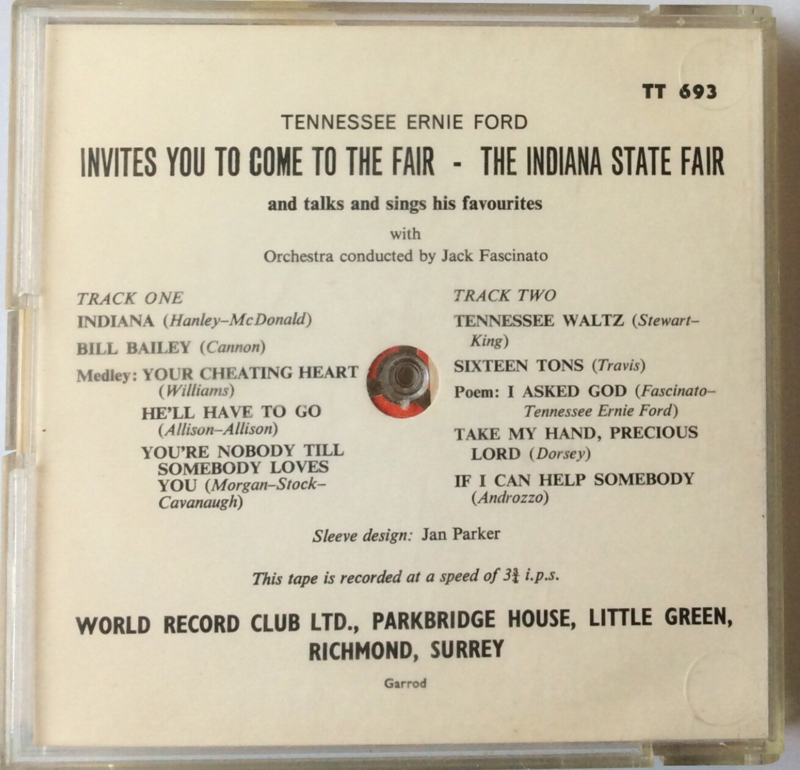 TT 693
TENNESSEE ERNIE FORD
INVITES YOU TO COME TO THE FAIR - THE INDIANA STATE FAIR
and talks and sings his favourites
with
Orchestra conducted by Jack Fascinato
TRACK ONE
INDIANA (Hanley–McDonald)
BILL BAILEY (Cannon)
Medley: YOUR CHEATING HEART
(Williams)
HE'LL HAVE TO GO
(Allison–Allison)
YOU'RE NOBODY TILL
SOMEBODY LOVES
YOU (Morgan–Stock–
Cavanaugh)
TRACK TWO
TENNESSEE WALTZ (Stewart–
King)
SIXTEEN TONS (Travis)
Poem: I ASKED GOD (Fascinato–
Tennessee Ernie Ford)
TAKE MY HAND, PRECIOUS
LORD (Dorsey)
IF I CAN HELP SOMEBODY
(Androzzo)
Sleeve design: Jan Parker
This tape is recorded at a speed of 3¾ i.p.s.
WORLD RECORD CLUB LTD., PARKBRIDGE HOUSE, LITTLE GREEN,
RICHMOND, SURREY
Garrod